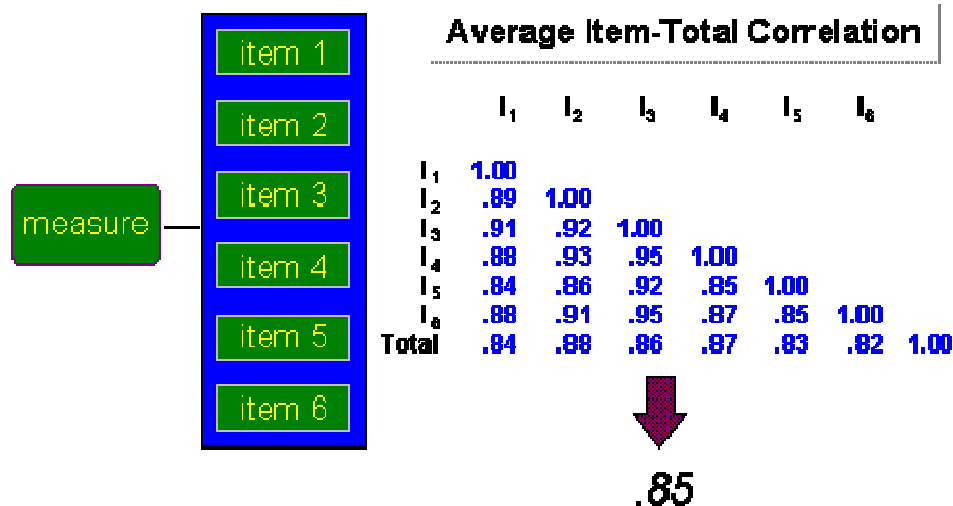 Average Item-Total Correlation
measure
item 1
item 2
item 3
item 4
item 5
item 6
I₁ I₂ I₃ I₄ I₅ I₆
I₁ 1.00
I₂ .89 1.00
I₃ .91 .92 1.00
I₄ .88 .93 .95 1.00
I₅ .84 .86 .92 .85 1.00
I₆ .88 .91 .95 .87 .85 1.00
Total .84 .88 .86 .87 .83 .82 1.00
.85